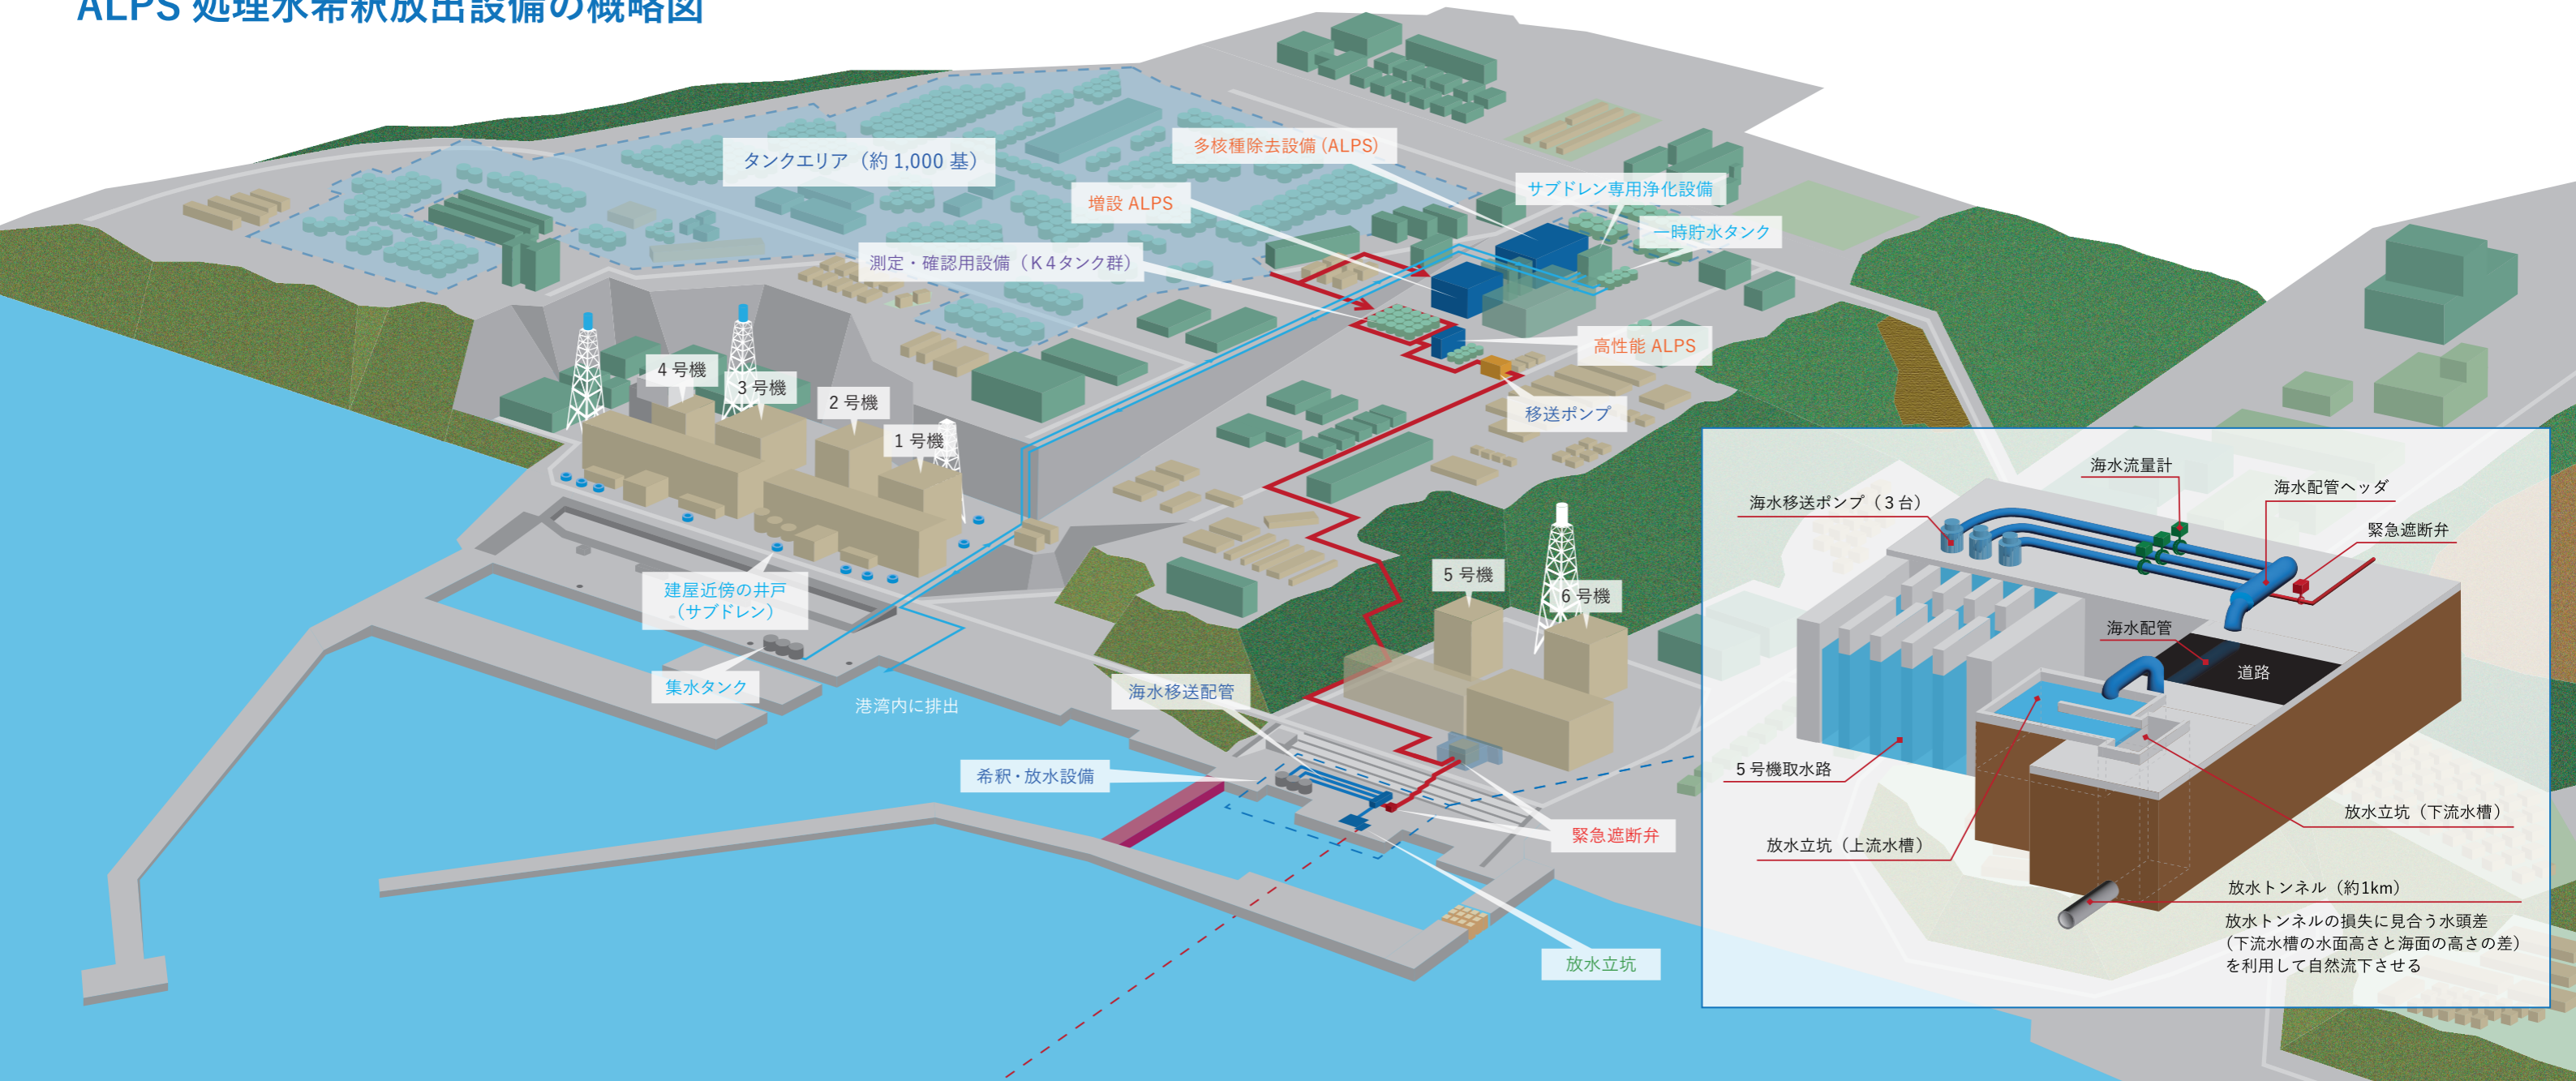 ALPS 処理水希釈放出設備の概略図
タンクエリア（約 1,000 基）
多核種除去設備（ALPS）
増設 ALPS
サブドレン専用浄化設備
一時貯水タンク
測定・確認用設備（K4タンク群）
高性能 ALPS
移送ポンプ
4 号機
3 号機
2 号機
1 号機
建屋近傍の井戸
（サブドレン）
集水タンク
港湾内に排出
5 号機
6 号機
海水移送配管
希釈・放水設備
緊急遮断弁
放水立坑
海水流量計
海水配管ヘッダ
海水移送ポンプ（3 台）
緊急遮断弁
海水配管
道路
5 号機取水路
放水立坑（下流水槽）
放水立坑（上流水槽）
放水トンネル（約1km）
放水トンネルの損失に見合う水頭差
（下流水槽の水面高さと海面の高さの差）
を利用して自然流下させる